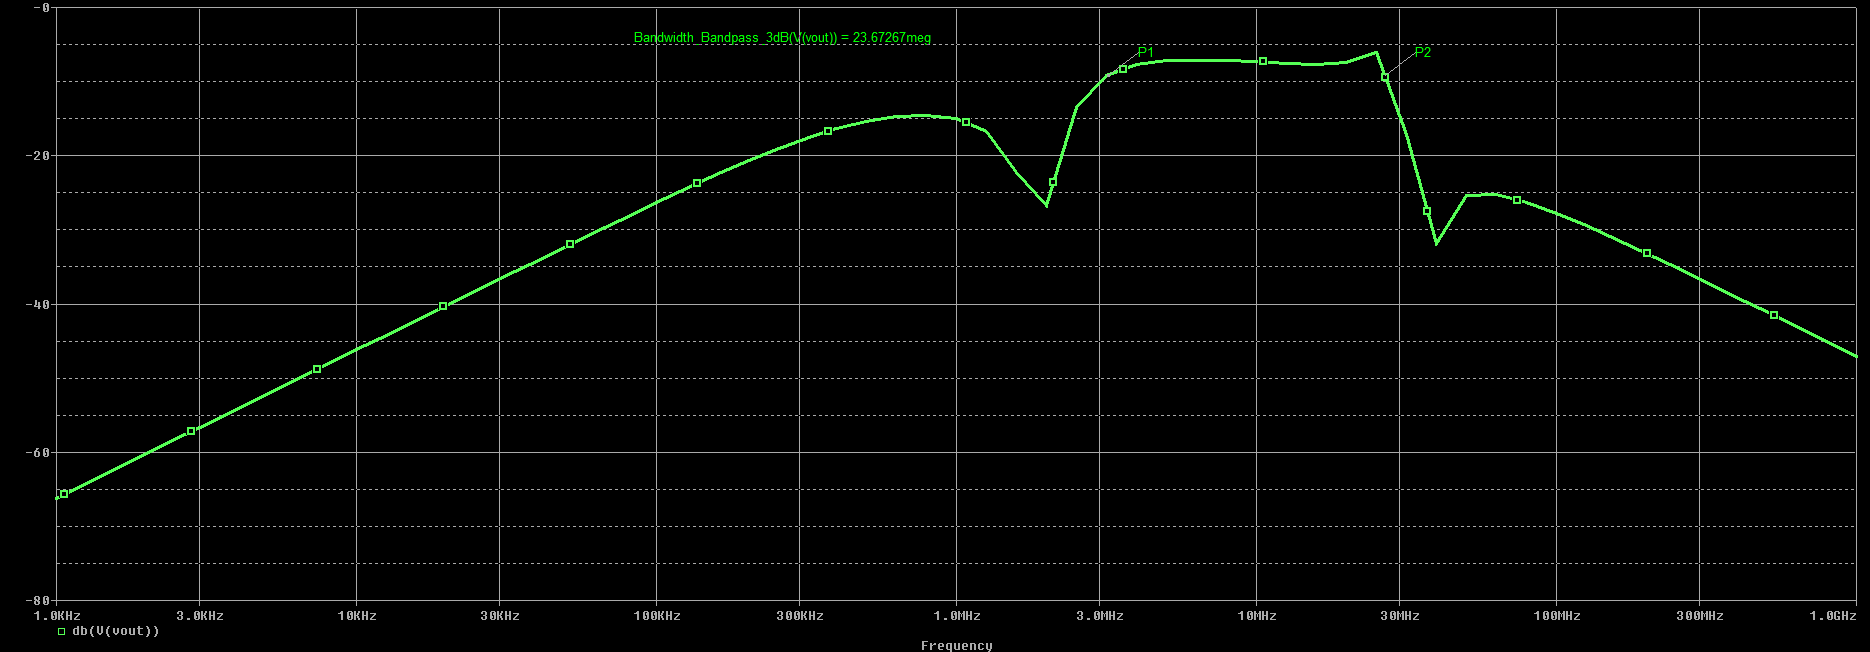 -0
Bandwidth_Bandpass_3dB(V(vout)) = 23.67267meg
P1
P2
-20
-40
-60
-80
1.0KHz 3.0KHz 10KHz 30KHz 100KHz 300KHz 1.0MHz 3.0MHz 10MHz 30MHz 100MHz 300MHz 1.0GHz
db(V(vout))
Frequency